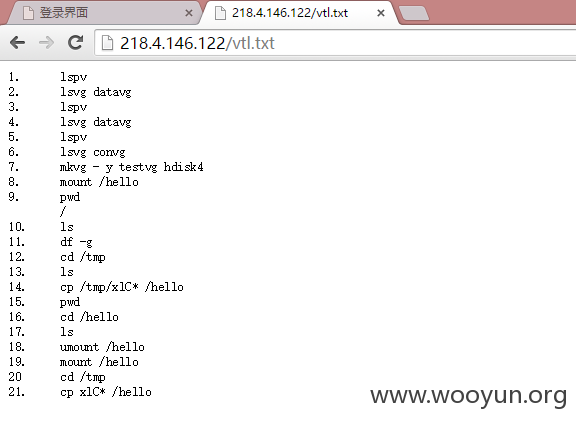 登录界面
218.4.146.122/vtl.txt
218.4.146.122/vtl.txt
1. lspv
2. lsvg datavg
3. lspv
4. lsvg datavg
5. lspv
6. lsvg convg
7. mkvg - y testvg hdisk4
8. mount /hello
9. pwd
/
10. ls
11. df -g
12. cd /tmp
13. ls
14. cp /tmp/xlC* /hello
15. pwd
16. cd /hello
17. ls
18. umount /hello
19. mount /hello
20 cd /tmp
21. cp xlC* /hello
www.wooyun.org